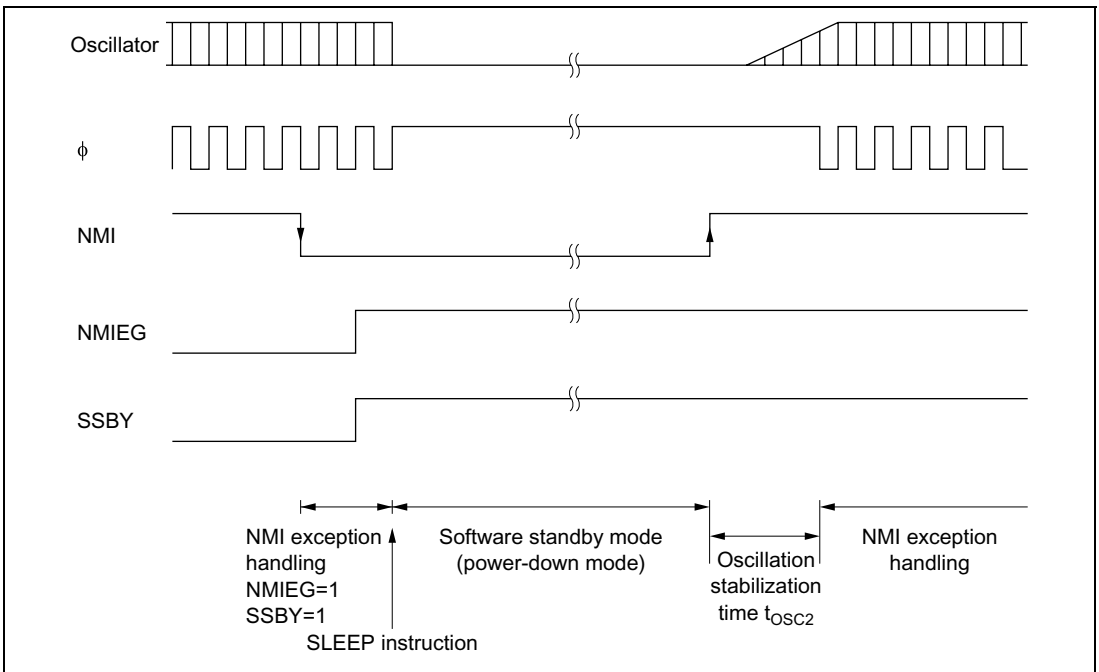 Oscillator
ϕ
NMI
NMIEG
SSBY
NMI exception
handling
NMIEG=1
SSBY=1
SLEEP instruction
Software standby mode
(power-down mode)
Oscillation
stabilization
time tOSC2
NMI exception
handling